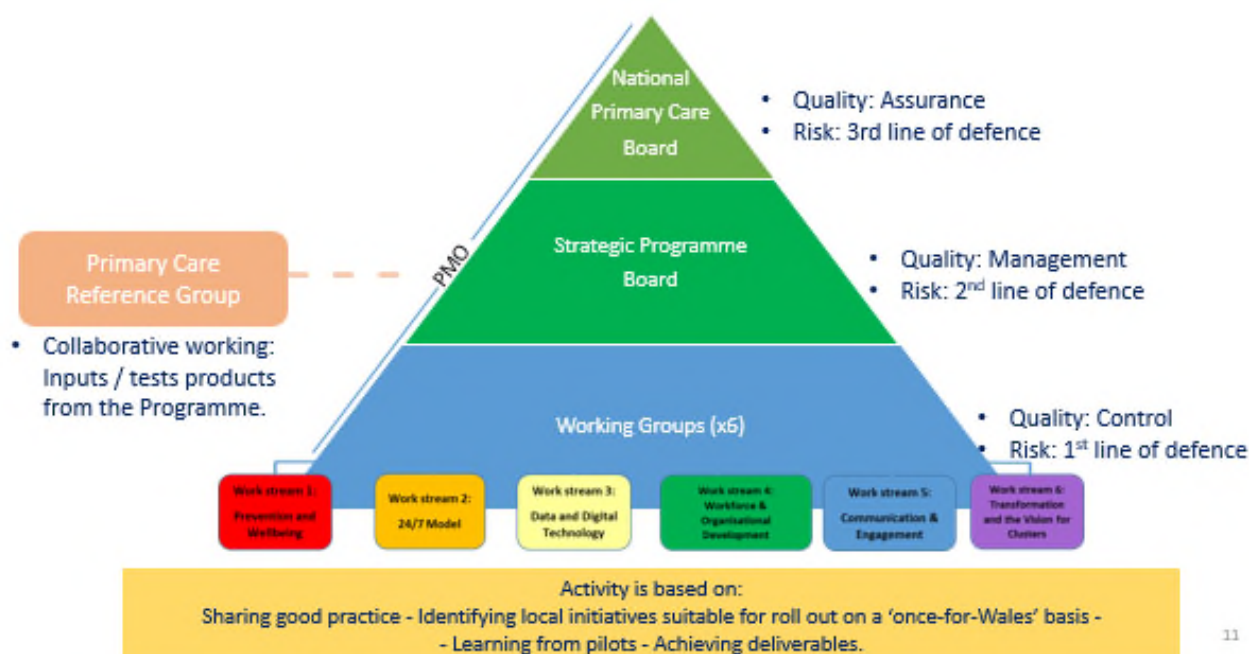 National
Primary Care
Board
• Quality: Assurance
• Risk: 3rd line of defence
PMO
Primary Care
Reference Group
• Collaborative working:
Inputs / tests products
from the Programme.
Strategic Programme
Board
• Quality: Management
• Risk: 2nd line of defence
Working Groups (x6)
• Quality: Control
• Risk: 1st line of defence
Work stream 1:
Prevention and
Wellbeing
Work stream 2:
24/7 Model
Work stream 3:
Data and Digital
Technology
Work stream 4:
Workforce &
Organisational
Development
Work stream 5:
Communication &
Engagement
Work stream 6:
Transformation
and the Vision for
Clusters
Activity is based on:
Sharing good practice - Identifying local initiatives suitable for roll out on a ‘once-for-Wales’ basis -
- Learning from pilots - Achieving deliverables.
11